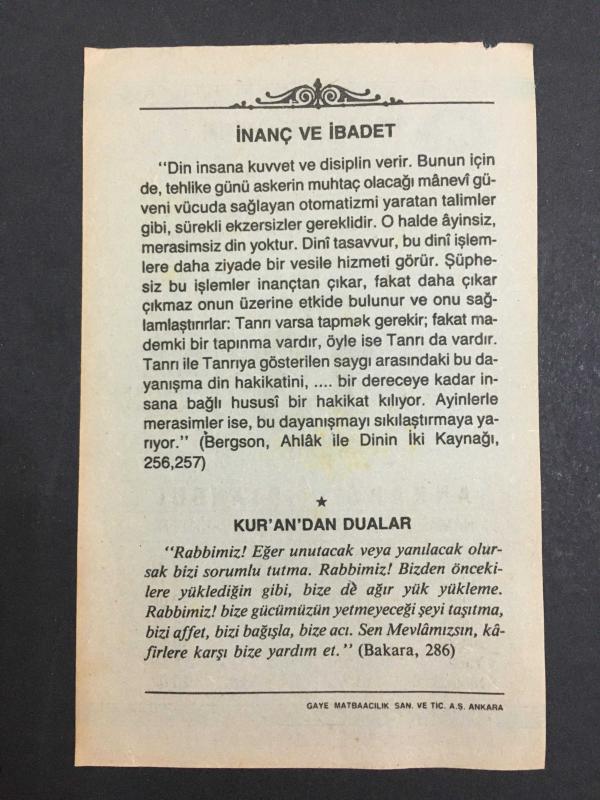 İNANÇ VE İBADET
"Din insana kuvvet ve disiplin verir. Bunun için
de, tehlike günü askerin muhtaç olacağı mânevî gü-
veni vücuda sağlayan otomatizmi yaratan talimler
gibi, sürekli ekzersizler gereklidir. O halde âyinsiz,
merasimsiz din yoktur. Dinî tasavvur, bu dinî işlem-
lere daha ziyade bir vesile hizmeti görür. Şüphe-
siz bu işlemler inançtan çıkar, fakat daha çıkar
çıkmaz onun üzerine etkide bulunur ve onu sağ-
lamlaştırırlar: Tanrı varsa tapmak gerekir; fakat ma-
demki bir tapınma vardır, öyle ise Tanrı da vardır.
Tanrı ile Tanrıya gösterilen saygı arasındaki bu da-
yanışma din hakikatini, .... bir dereceye kadar in-
sana bağlı hususî bir hakikat kılıyor. Ayinlerle
merasimler ise, bu dayanışmayı sıkılaştırmaya ya-
rıyor." (Bergson, Ahlâk ile Dinin İki Kaynağı,
256,257)
★
KUR'AN'DAN DUALAR
"Rabbimiz! Eğer unutacak veya yanılacak olur-
sak bizi sorumlu tutma. Rabbimiz! Bizden önceki-
lere yüklediğin gibi, bize de ağır yük yükleme.
Rabbimiz! bize gücümüzün yetmeyeceği şeyi taşıtma,
bizi affet, bizi bağışla, bize acı. Sen Mevlâmızsın, kâ-
firlere karşı bize yardım et." (Bakara, 286)
GAYE MATBAACILIK SAN. VE TİC. A.Ş. ANKARA